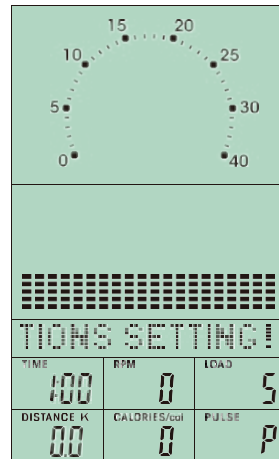 15 20
10 25
5 30
0 40
TIONS SETTING!
TIME RPM LOAD
1:00 0 5
DISTANCE K CALORIES/cal PULSE
0.0 0 P